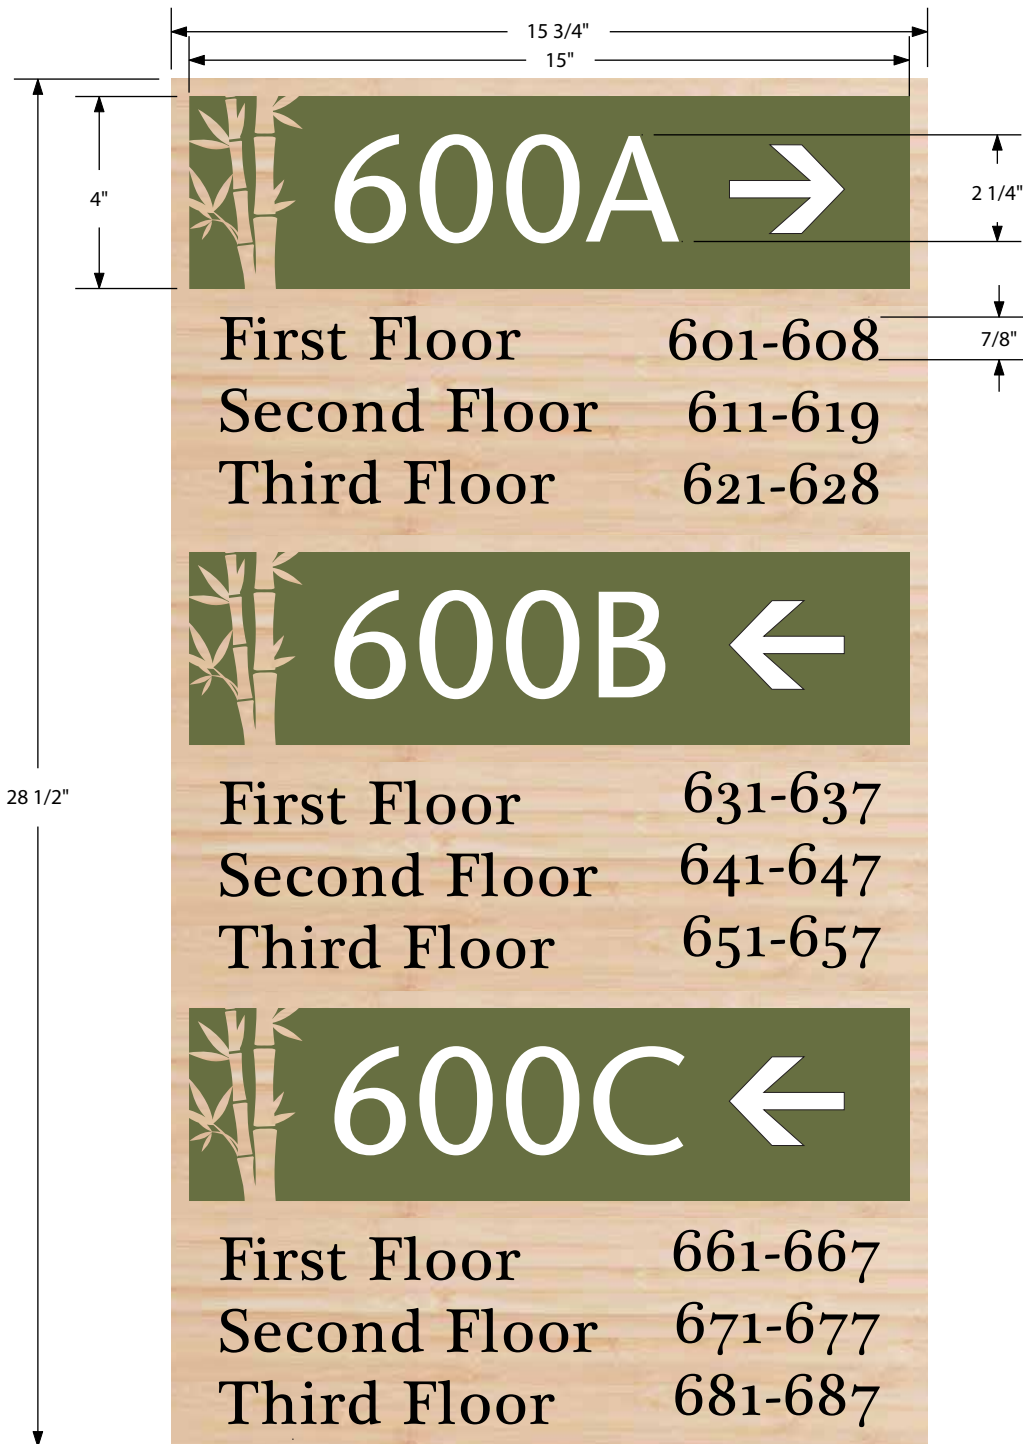 15 3/4"
15"
4"
600A
2 1/4"
First Floor 601-608
7/8"
Second Floor 611-619
Third Floor 621-628
600B
28 1/2"
First Floor 631-637
Second Floor 641-647
Third Floor 651-657
600C
First Floor 661-667
Second Floor 671-677
Third Floor 681-687